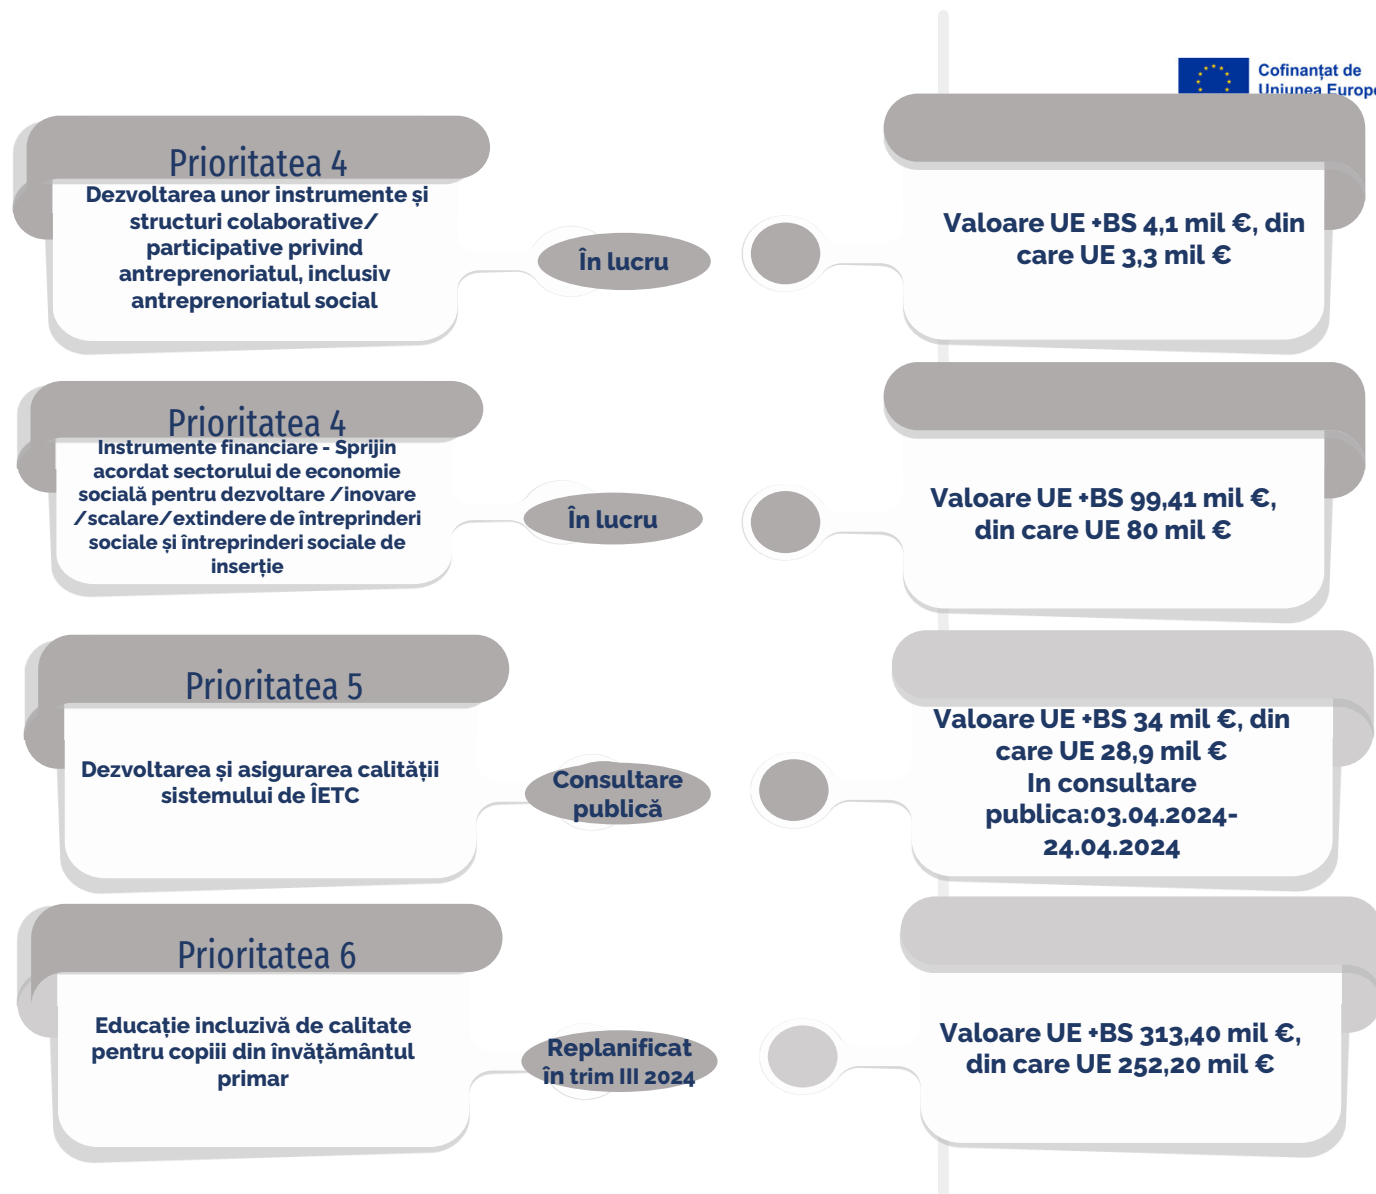 Cofinanțat de
Uniunea Europe
Prioritatea 4
Dezvoltarea unor instrumente și
structuri colaborative/
participative privind
antreprenoriatul, inclusiv
antreprenoriatul social
În lucru
Valoare UE +BS 4,1 mil €, din
care UE 3,3 mil €
Prioritatea 4
Instrumente financiare - Sprijin
acordat sectorului de economie
socială pentru dezvoltare /inovare
/scalare/extindere de întreprinderi
sociale și întreprinderi sociale de
inserție
În lucru
Valoare UE +BS 99,41 mil €,
din care UE 80 mil €
Prioritatea 5
Dezvoltarea și asigurarea calității
sistemului de ÎETC
Consultare
publică
Valoare UE +BS 34 mil €, din
care UE 28,9 mil €
In consultare
publica:03.04.2024-
24.04.2024
Prioritatea 6
Educație incluzivă de calitate
pentru copiii din învățământul
primar
Replanificat
în trim III 2024
Valoare UE +BS 313,40 mil €,
din care UE 252,20 mil €